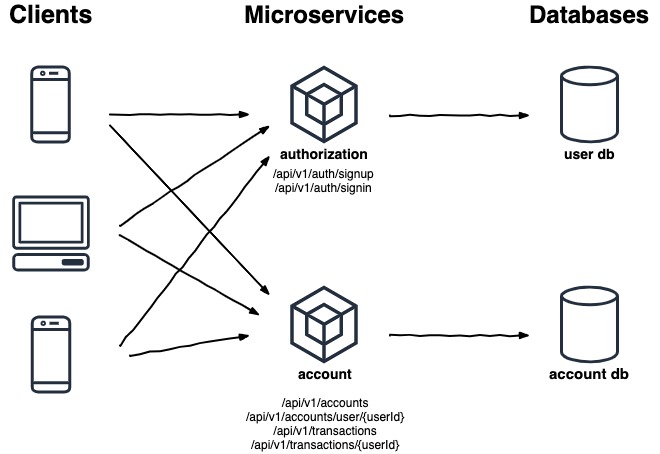 Clients
Microservices
Databases
authorization
/api/v1/auth/signup
/api/v1/auth/signin
user db
account
/api/v1/accounts
/api/v1/accounts/user/{userId}
/api/v1/transactions
/api/v1/transactions/{userId}
account db